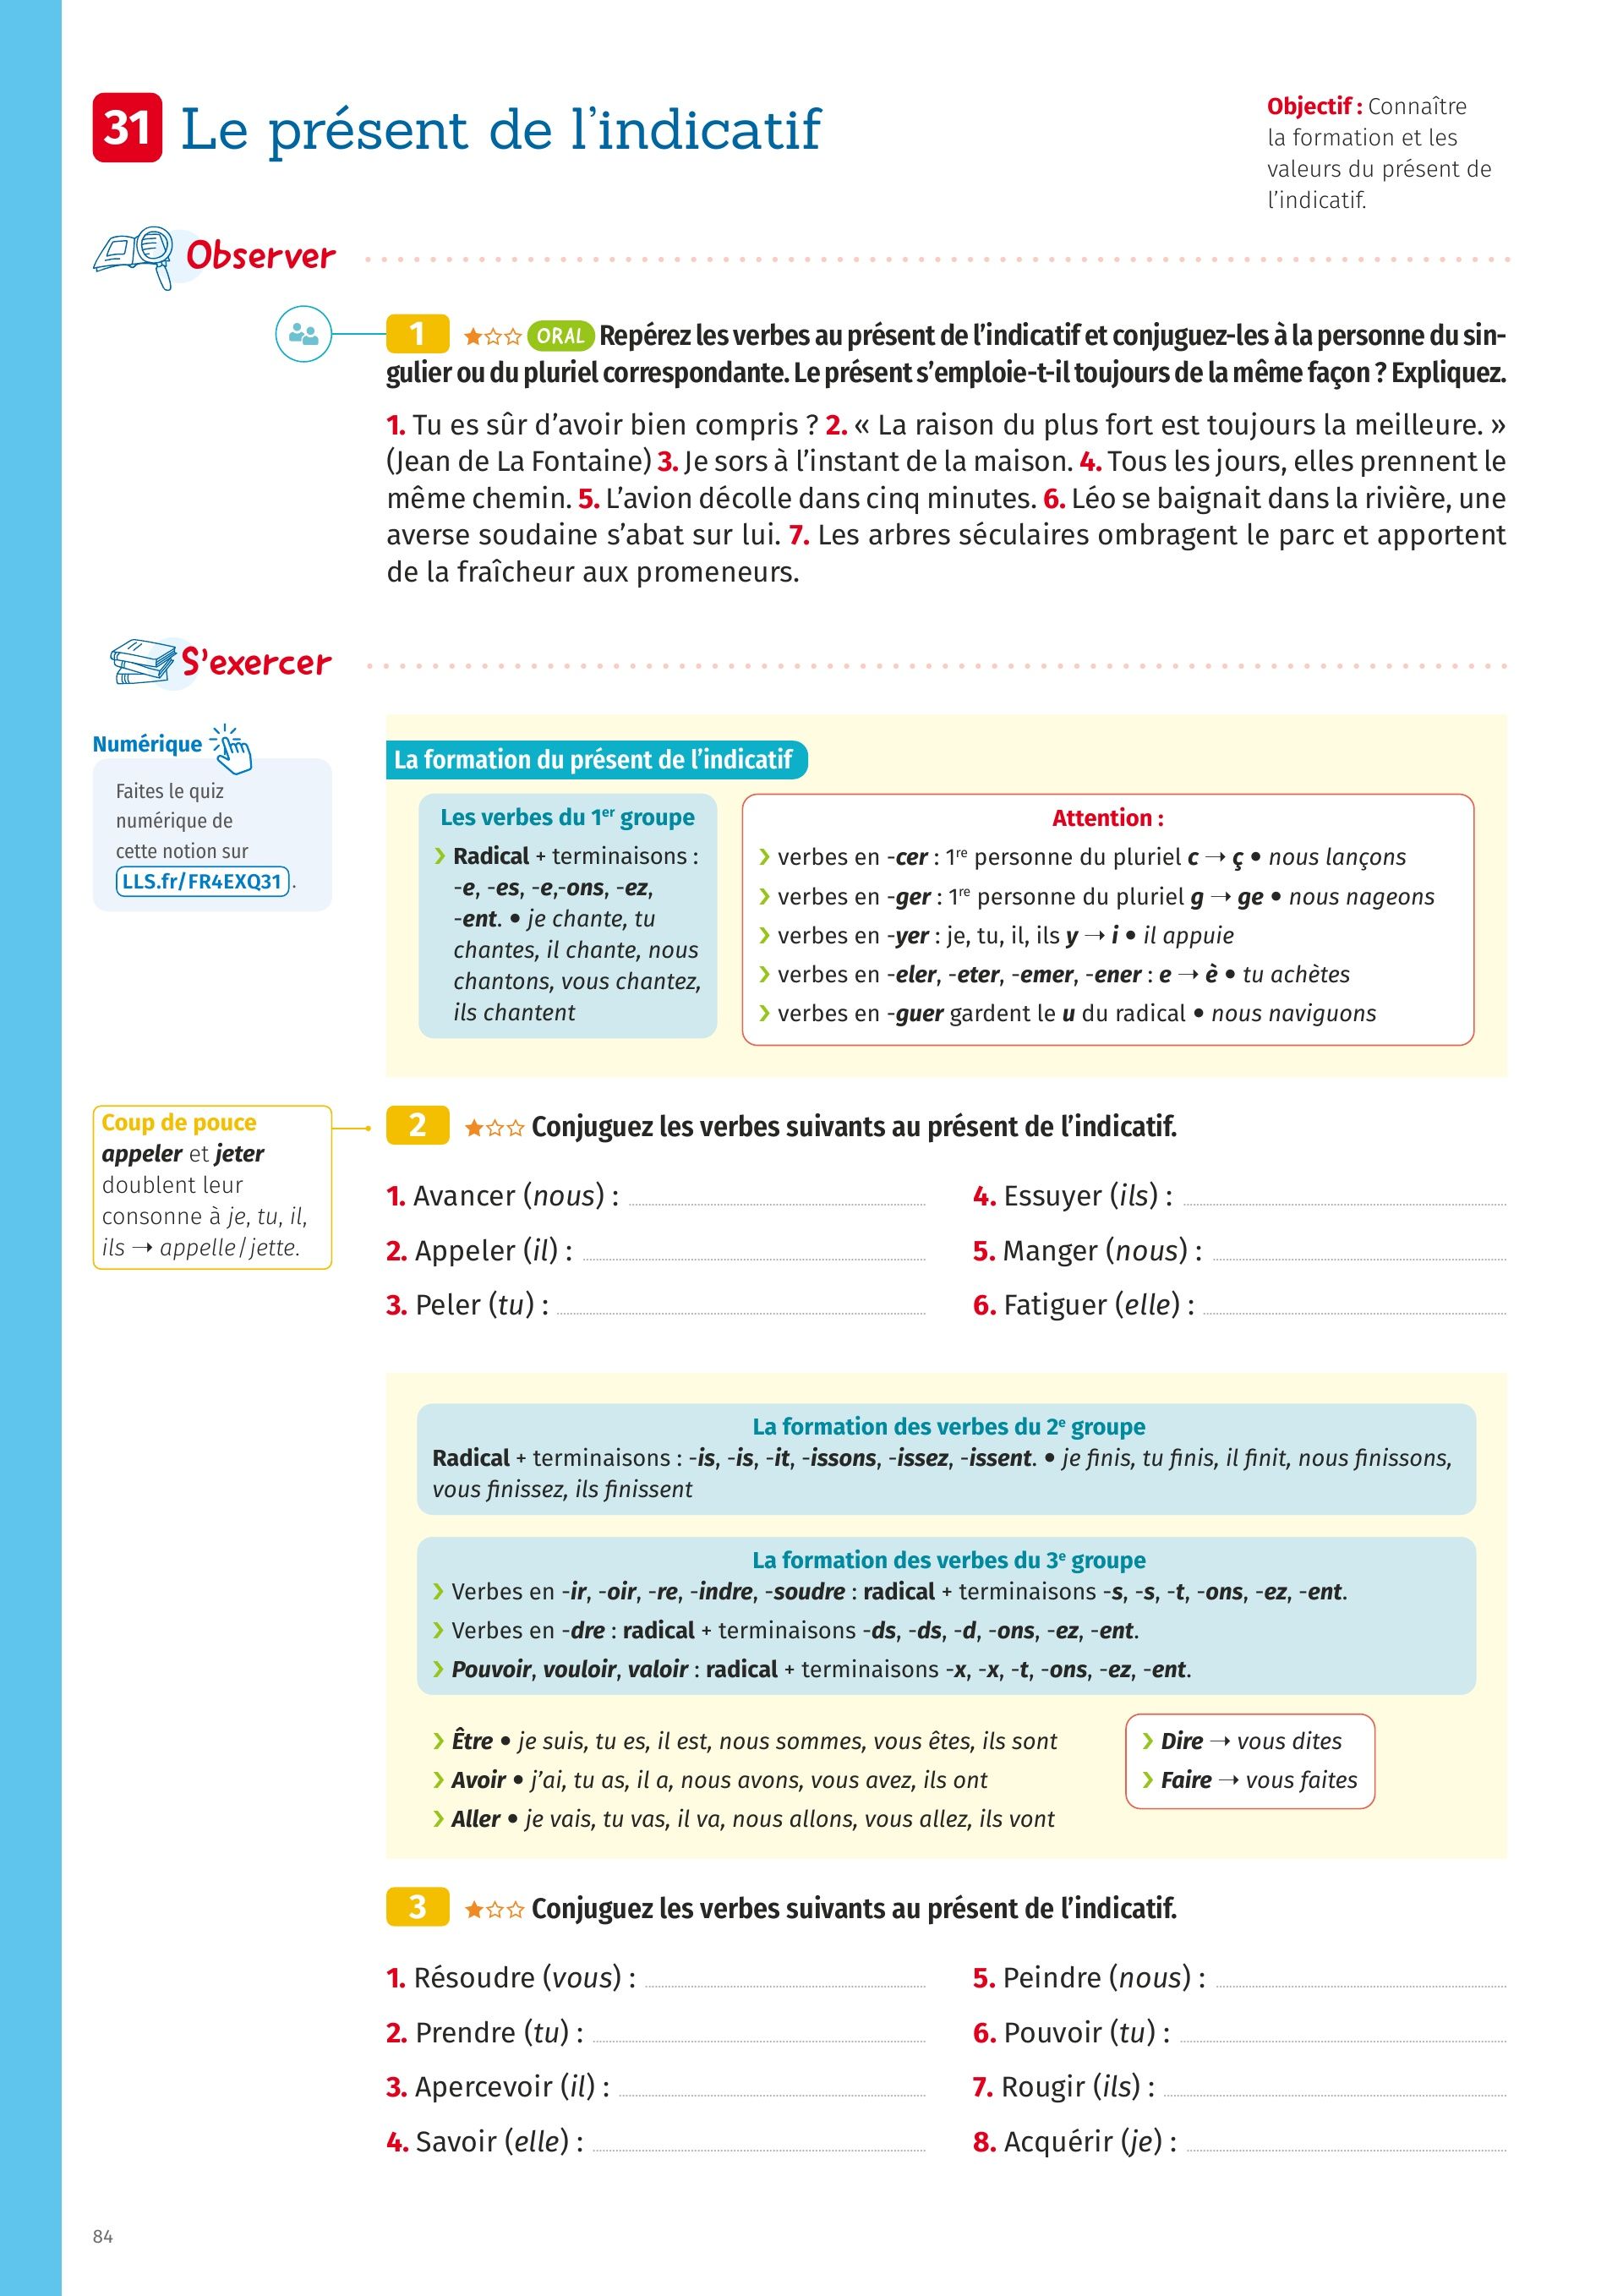 31 Le présent de l'indicatif
Objectif : Connaître
la formation et les
valeurs du présent de
l'indicatif.
Observer
1 ORAL Repérez les verbes au présent de l'indicatif et conjuguez-les à la personne du sin-
gulier ou du pluriel correspondante. Le présent s'emploie-t-il toujours de la même façon ? Expliquez.
1. Tu es sûr d'avoir bien compris ? 2. « La raison du plus fort est toujours la meilleure. »
(Jean de La Fontaine) 3. Je sors à l'instant de la maison. 4. Tous les jours, elles prennent le
même chemin. 5. L'avion décolle dans cinq minutes. 6. Léo se baignait dans la rivière, une
averse soudaine s'abat sur lui. 7. Les arbres séculaires ombragent le parc et apportent
de la fraîcheur aux promeneurs.
S'exercer
Numérique
Faites le quiz
numérique de
cette notion sur
LLS.fr/FR4EXQ31.
La formation du présent de l'indicatif
Les verbes du 1er groupe
Radical + terminaisons :
-e, -es, -e,-ons, -ez,
-ent. • je chante, tu
chantes, il chante, nous
chantons, vous chantez,
ils chantent
Attention :
verbes en -cer : 1re personne du pluriel c → ç • nous lançons
verbes en -ger : 1re personne du pluriel g → ge • nous nageons
verbes en -yer : je, tu, il, ils y → i • il appuie
verbes en -eler, -eter, -emer, -ener : e → è • tu achètes
verbes en -guer gardent le u du radical • nous naviguons
Coup de pouce
appeler et jeter
doublent leur
consonne à je, tu, il,
ils → appelle/jette.
2 Conjuguez les verbes suivants au présent de l'indicatif.
1. Avancer (nous) :
2. Appeler (il) :
3. Peler (tu) :
4. Essuyer (ils) :
5. Manger (nous) :
6. Fatiguer (elle) :
La formation des verbes du 2e groupe
Radical + terminaisons : -is, -is, -it, -issons, -issez, -issent. • je finis, tu finis, il finit, nous finissons,
vous finissez, ils finissent
La formation des verbes du 3e groupe
Verbes en -ir, -oir, -re, -indre, -soudre : radical + terminaisons -s, -s, -t, -ons, -ez, -ent.
Verbes en -dre : radical + terminaisons -ds, -ds, -d, -ons, -ez, -ent.
Pouvoir, vouloir, valoir : radical + terminaisons -x, -x, -t, -ons, -ez, -ent.
Être • je suis, tu es, il est, nous sommes, vous êtes, ils sont
Avoir • j'ai, tu as, il a, nous avons, vous avez, ils ont
Aller • je vais, tu vas, il va, nous allons, vous allez, ils vont
Dire → vous dites
Faire → vous faites
3 Conjuguez les verbes suivants au présent de l'indicatif.
1. Résoudre (vous) :
2. Prendre (tu) :
3. Apercevoir (il) :
4. Savoir (elle) :
5. Peindre (nous) :
6. Pouvoir (tu) :
7. Rougir (ils) :
8. Acquérir (je) :
84